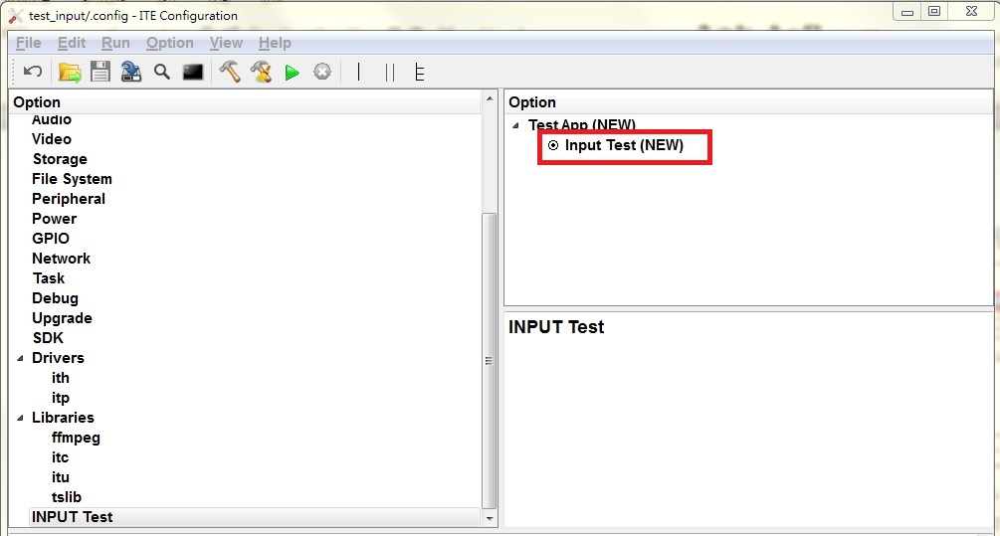 test_input/.config - ITE Configuration
File Edit Run Option View Help
Option
Audio
Video
Storage
File System
Peripheral
Power
GPIO
Network
Task
Debug
Upgrade
SDK
Drivers
ith
itp
Libraries
ffmpeg
itc
itu
tslib
INPUT Test
Option
Test App (NEW)
Input Test (NEW)
INPUT Test